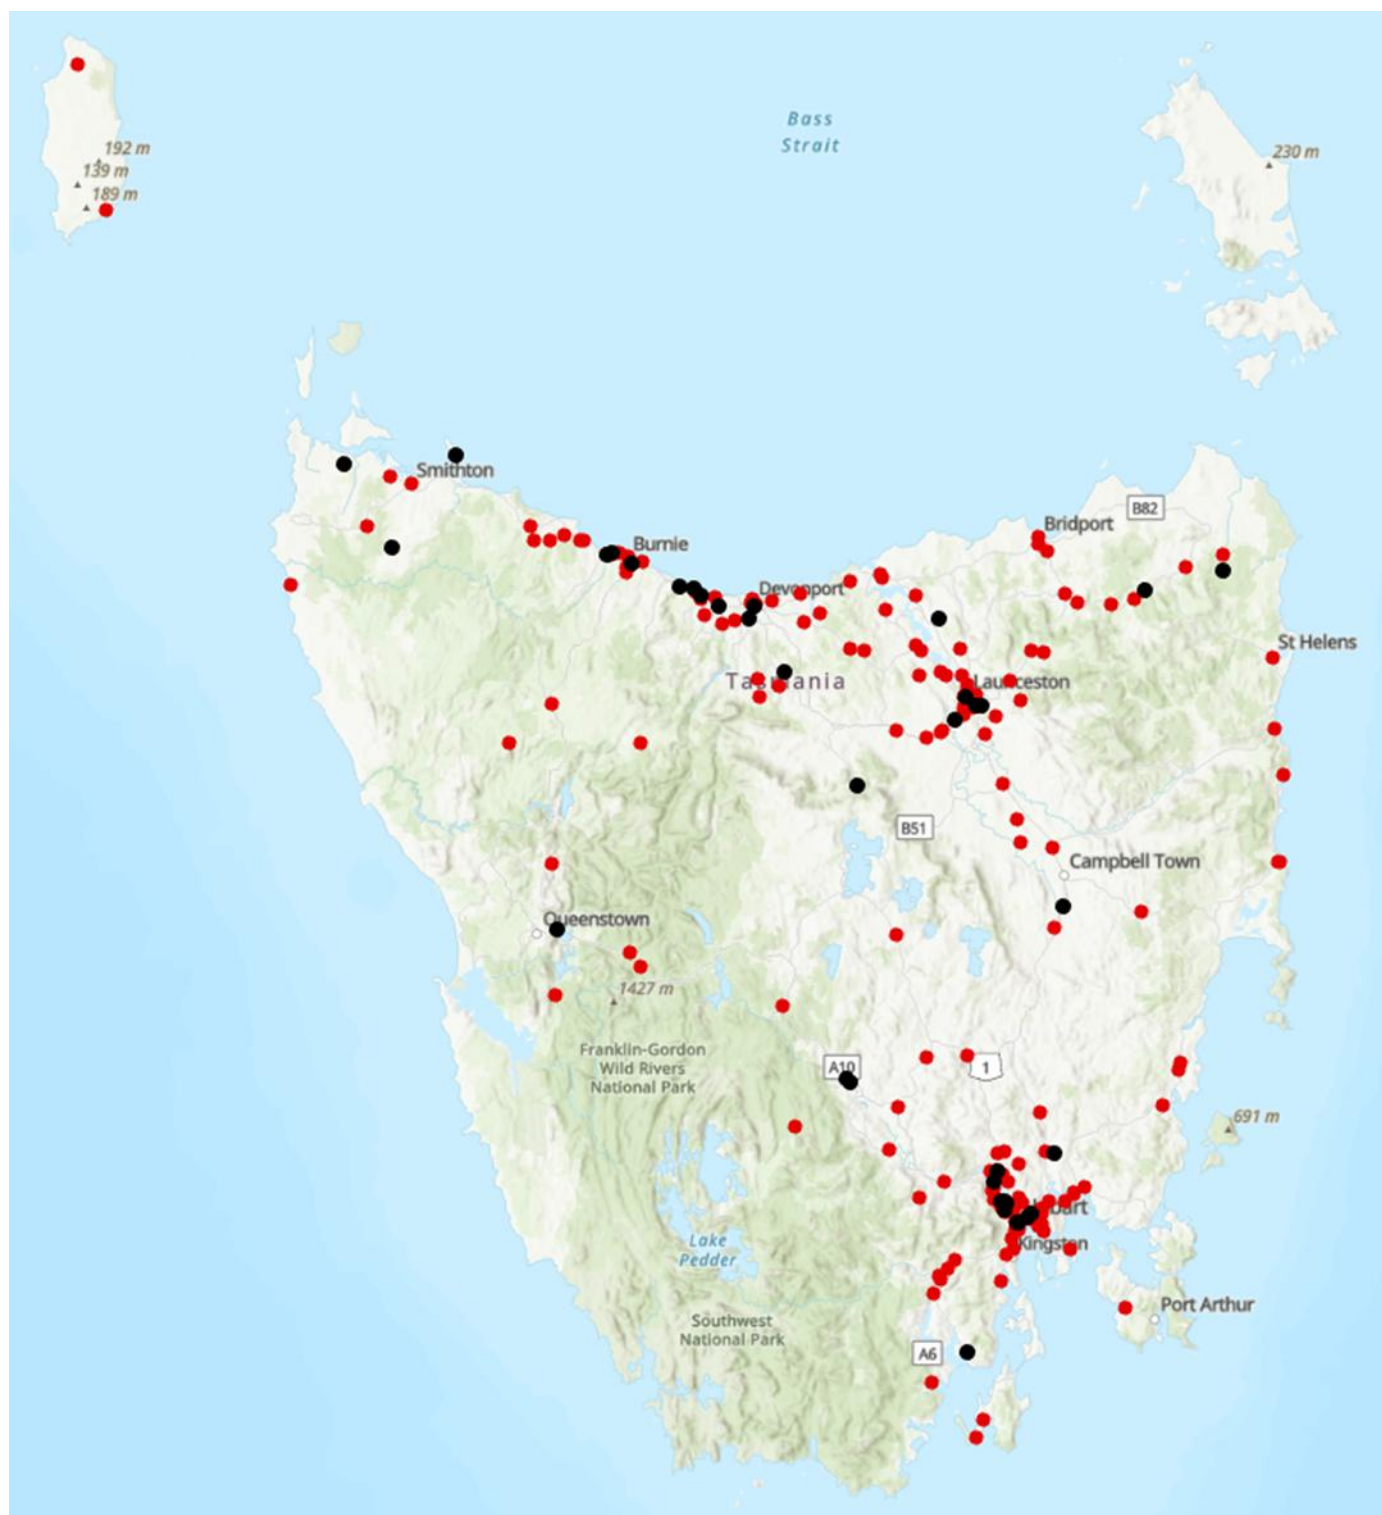 Bass
Strait
192 m
139 m
189 m
230 m
Smithton
B82
Bridport
Burnie
Devonport
St Helens
Tasmania
Launceston
B51
Campbell Town
Queenstown
1427 m
Franklin-Gordon
Wild Rivers
National Park
A10
1
691 m
Hobart
Kingston
Lake
Pedder
Port Arthur
Southwest
National Park
A6